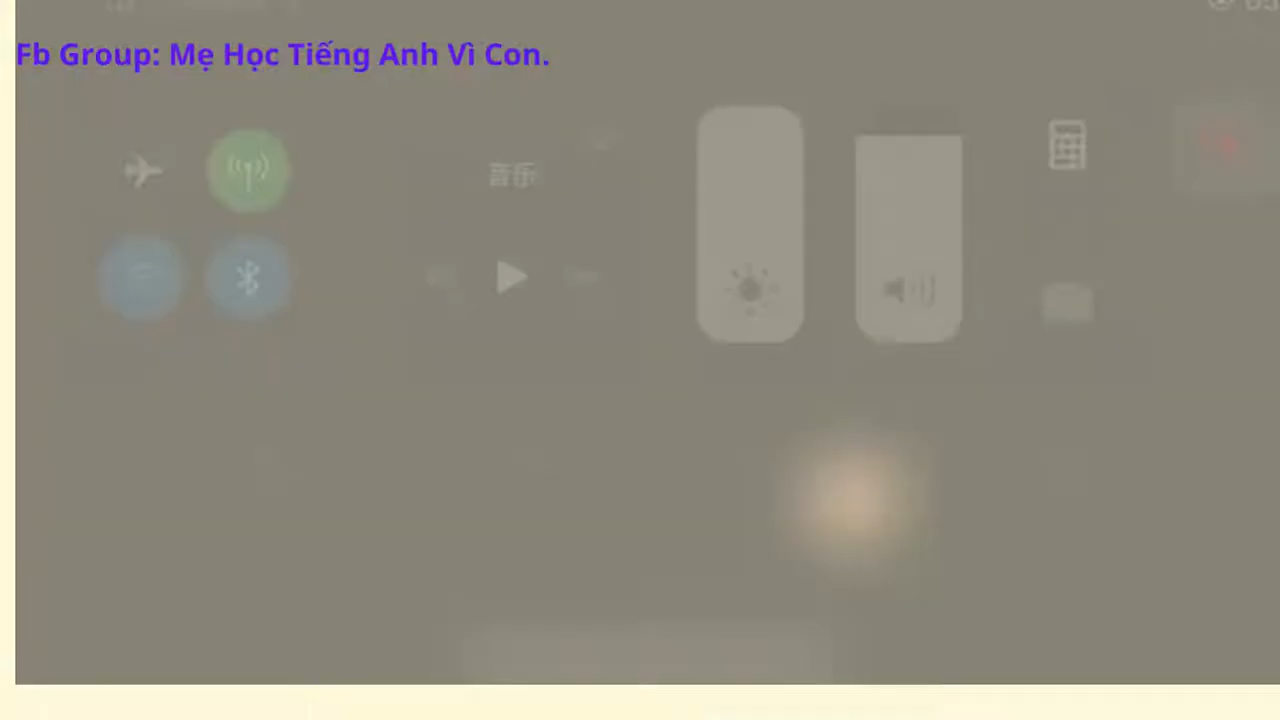 Fb Group: Mẹ Học Tiếng Anh Vì Con.
音乐